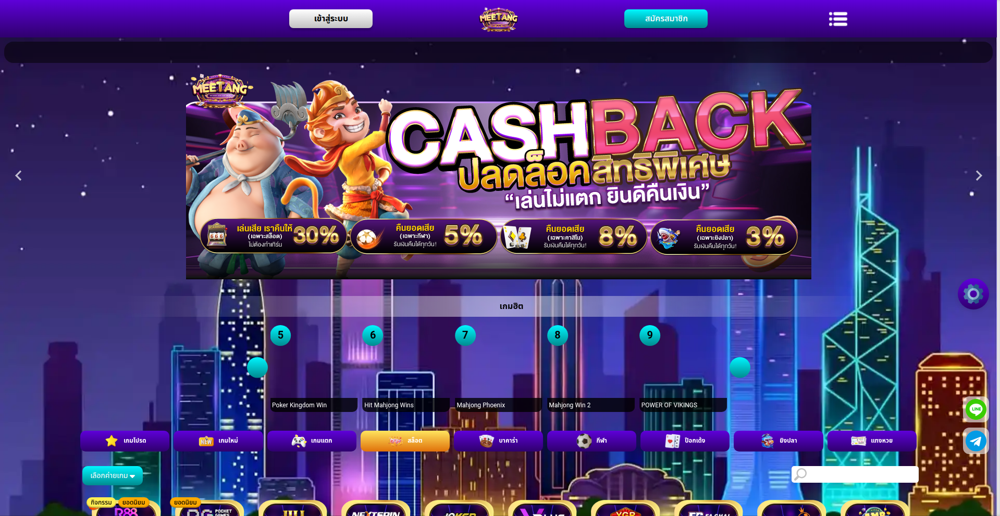 เข้าสู่ระบบ
MEETANG
สมัครสมาชิก
MEETANG
CASHBACK
ปลดล็อคสิทธิพิเศษ
“เล่นไม่แตก ยินดีคืนเงิน”
เล่นเสีย เราคืนให้ 30%
(เฉพาะสล็อต)
ไม่ต้องทำเทิร์น
คืนยอดเสีย 5%
(เฉพาะกีฬา)
รับเงินคืนได้ทุกวัน!
คืนยอดเสีย 8%
(เฉพาะคาสิโน)
รับเงินคืนได้ทุกวัน!
คืนยอดเสีย 3%
(เฉพาะยิงปลา)
รับเงินคืนได้ทุกวัน!
เกมฮิต
5 6 7 8 9
Poker Kingdom Win
Hit Mahjong Wins
Mahjong Phoenix
Mahjong Win 2
POWER OF VIKINGS
LINE
เกมโปรด
NEW เกมใหม่
เกมแตก
สล็อต
บาคาร่า
กีฬา
ป๊อกเด้ง
ยิงปลา
แทงหวย
เลือกค่ายเกม
กิจกรรม ยอดนิยม
ยอดนิยม
R88
PG POCKET GAMES
JILI
NEXTSPIN
JOKER
YGR
FC FA CHAI